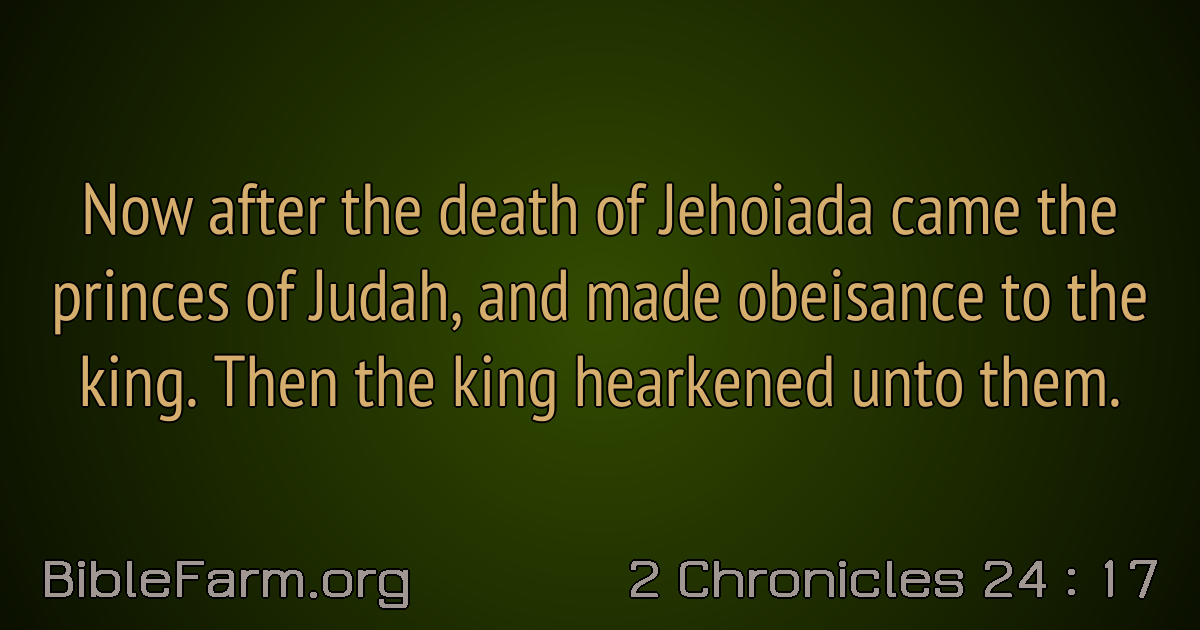 Now after the death of Jehoiada came the
princes of Judah, and made obeisance to the
king. Then the king hearkened unto them.
BibleFarm.org
2 Chronicles 24 : 17